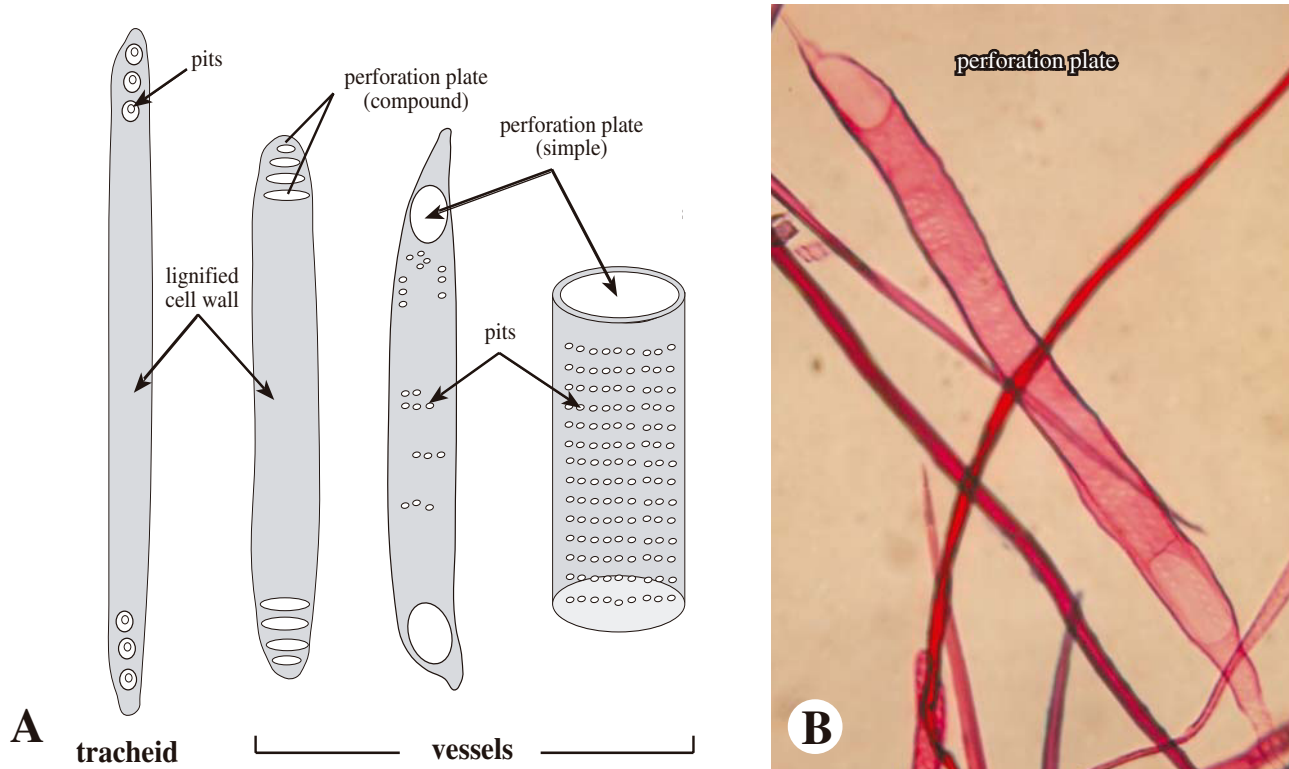 pits
perforation plate
(compound)
perforation plate
(simple)
lignified
cell wall
pits
A
tracheid
vessels
perforation plate
B